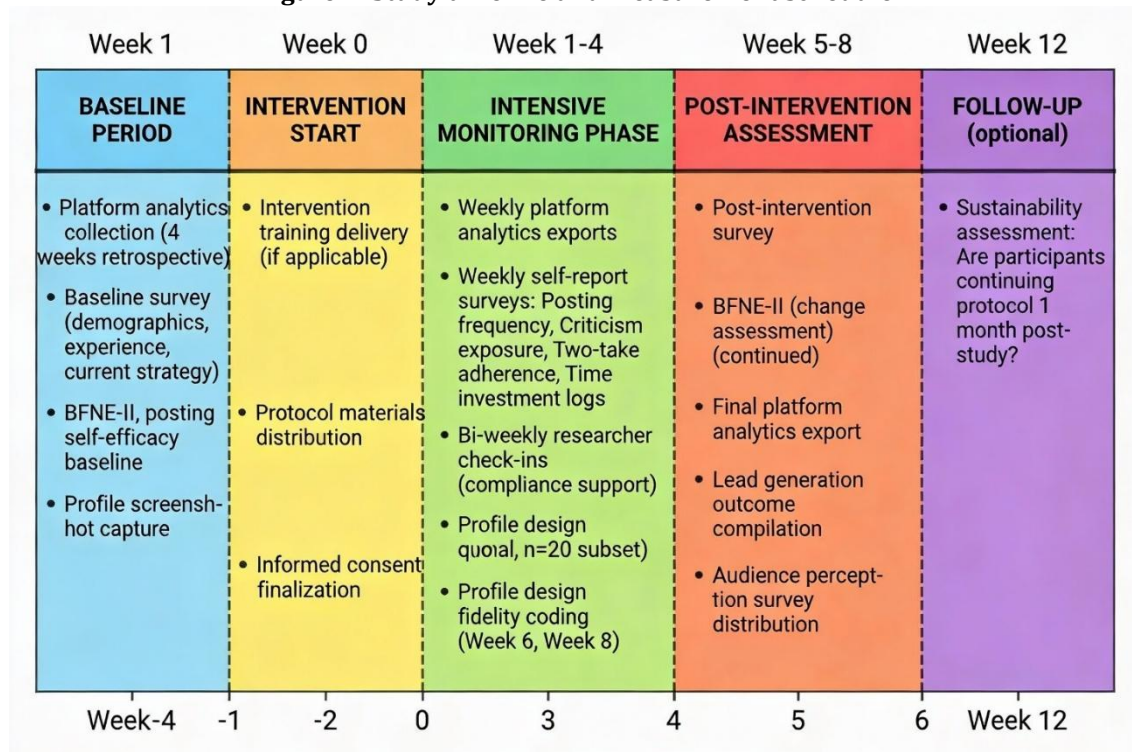 Week 1
Week 0
Week 1-4
Week 5-8
Week 12
BASELINE
PERIOD
INTERVENTION
START
INTENSIVE
MONITORING PHASE
POST-INTERVENTION
ASSESSMENT
FOLLOW-UP
(optional)
• Platform analytics
collection (4
weeks retrospective)
• Baseline survey
(demographics,
experience,
current strategy)
• BFNE-II, posting
self-efficacy
baseline
• Profile screensh-
hot capture
• Intervention
training delivery
(if applicable)
• Protocol materials
distribution
• Informed consent
finalization
• Weekly platform
analytics exports
• Weekly self-report
surveys: Posting
frequency, Criticism
exposure, Two-take
adherence, Time
investment logs
• Bi-weekly researcher
check-ins
(compliance support)
• Profile design
n=20 subset)
• Profile design
fidelity coding
(Week 6, Week 8)
• Post-intervention
survey
• BFNE-II (change
assessment)
(continued)
• Final platform
analytics export
• Lead generation
outcome
compilation
• Audience percept-
tion survey
distribution
• Sustainability
assessment:
Are participants
continuing
protocol 1
month post-
study?
Week-4
-1
-2
0
3
4
5
6
Week 12